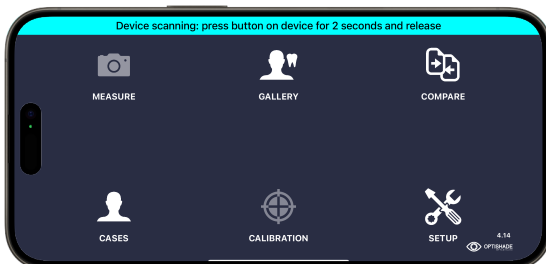 Device scanning: press button on device for 2 seconds and release
MEASURE
GALLERY
COMPARE
CASES
CALIBRATION
SETUP
4.14
OPTISHADE